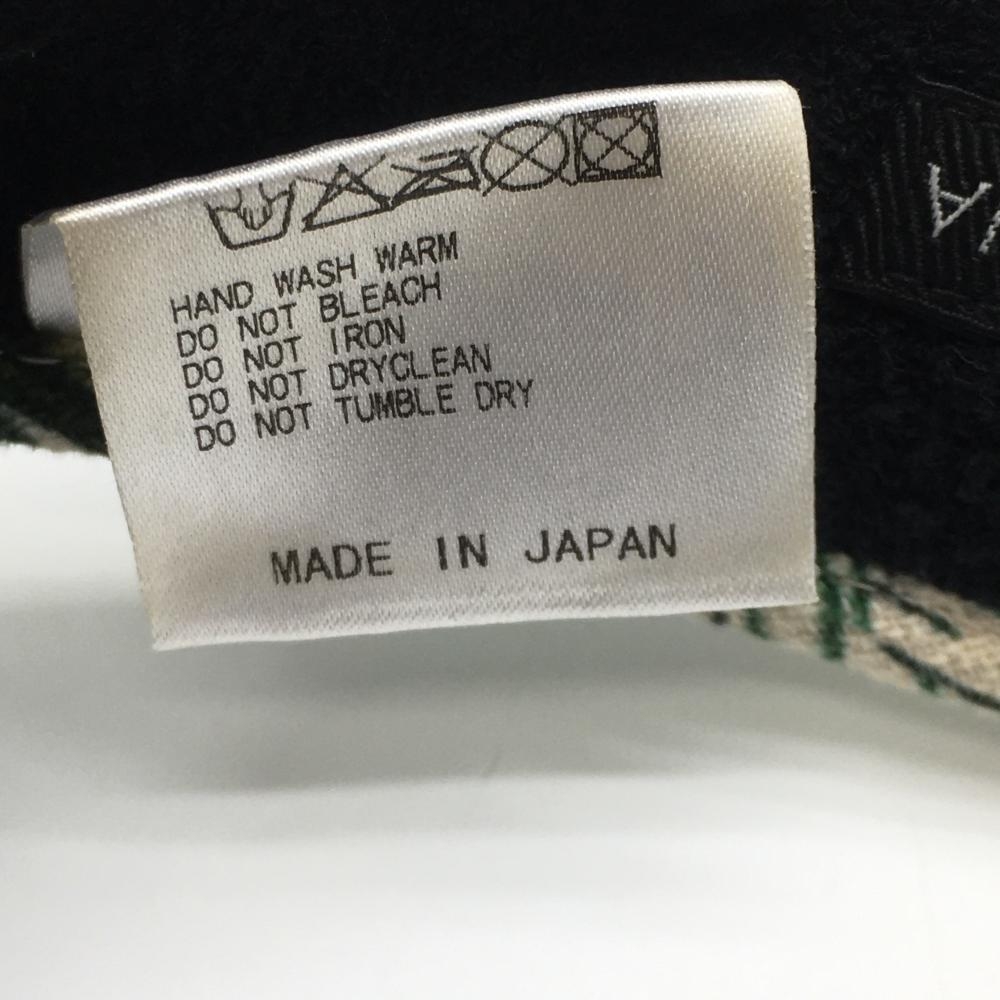 HAND WASH WARM
DO NOT BLEACH
DO NOT IRON
DO NOT DRYCLEAN
DO NOT TUMBLE DRY
MADE IN JAPAN